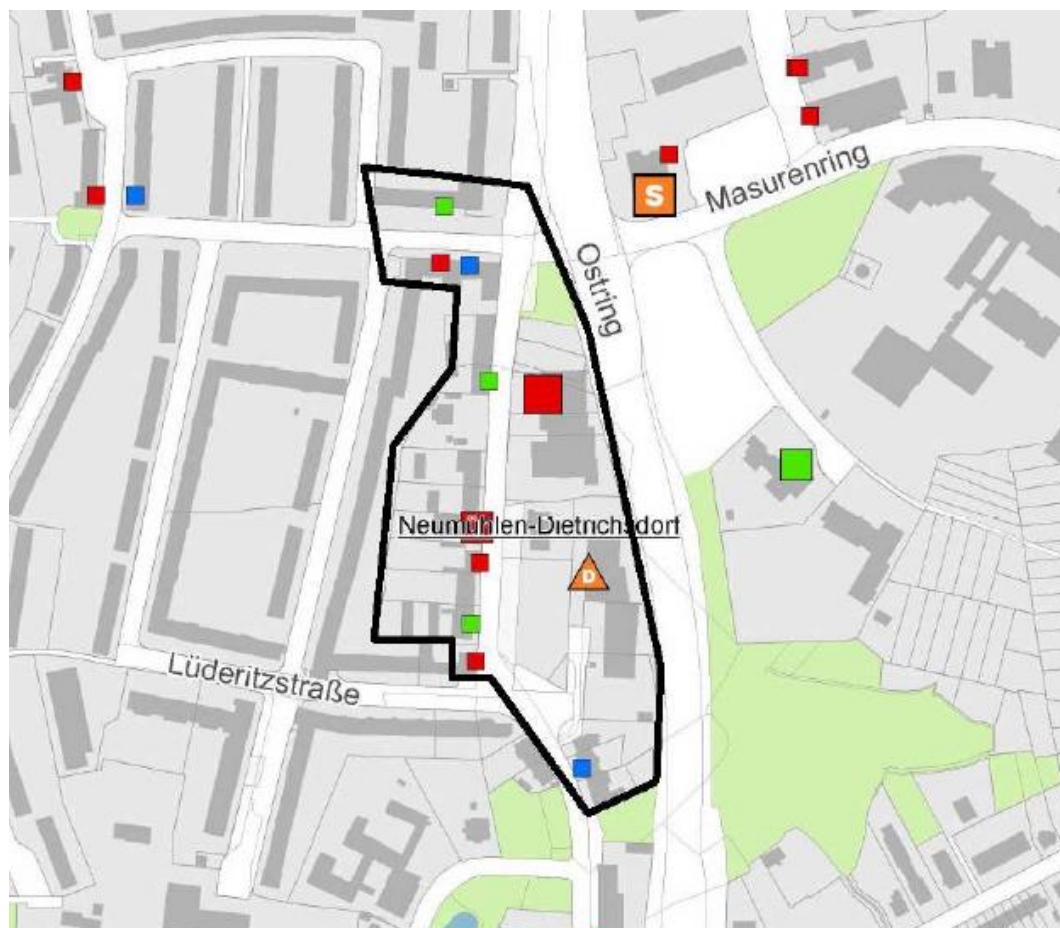 S
Masurenring
Ostring
Neumühlen-Dietrichsdorf
D
Lüderitzstraße